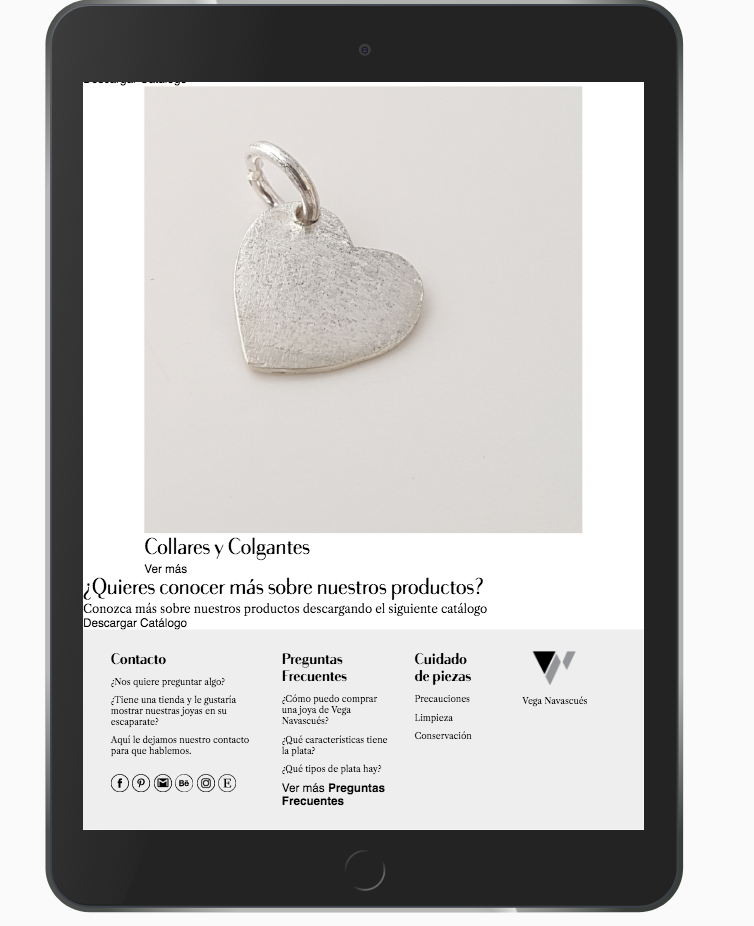 Descargar Catálogo
Collares y Colgantes
Ver más
¿Quieres conocer más sobre nuestros productos?
Conozca más sobre nuestros productos descargando el siguiente catálogo
Descargar Catálogo
Contacto
¿Nos quiere preguntar algo?
¿Tiene una tienda y le gustaría
mostrar nuestras joyas en su
escaparate?
Aquí le dejamos nuestro contacto
para que hablemos.
Bē
E
Preguntas
Frecuentes
¿Cómo puedo comprar
una joya de Vega
Navascués?
¿Qué características tiene
la plata?
¿Qué tipos de plata hay?
Ver más Preguntas
Frecuentes
Cuidado
de piezas
Precauciones
Limpieza
Conservación
Vega Navascués